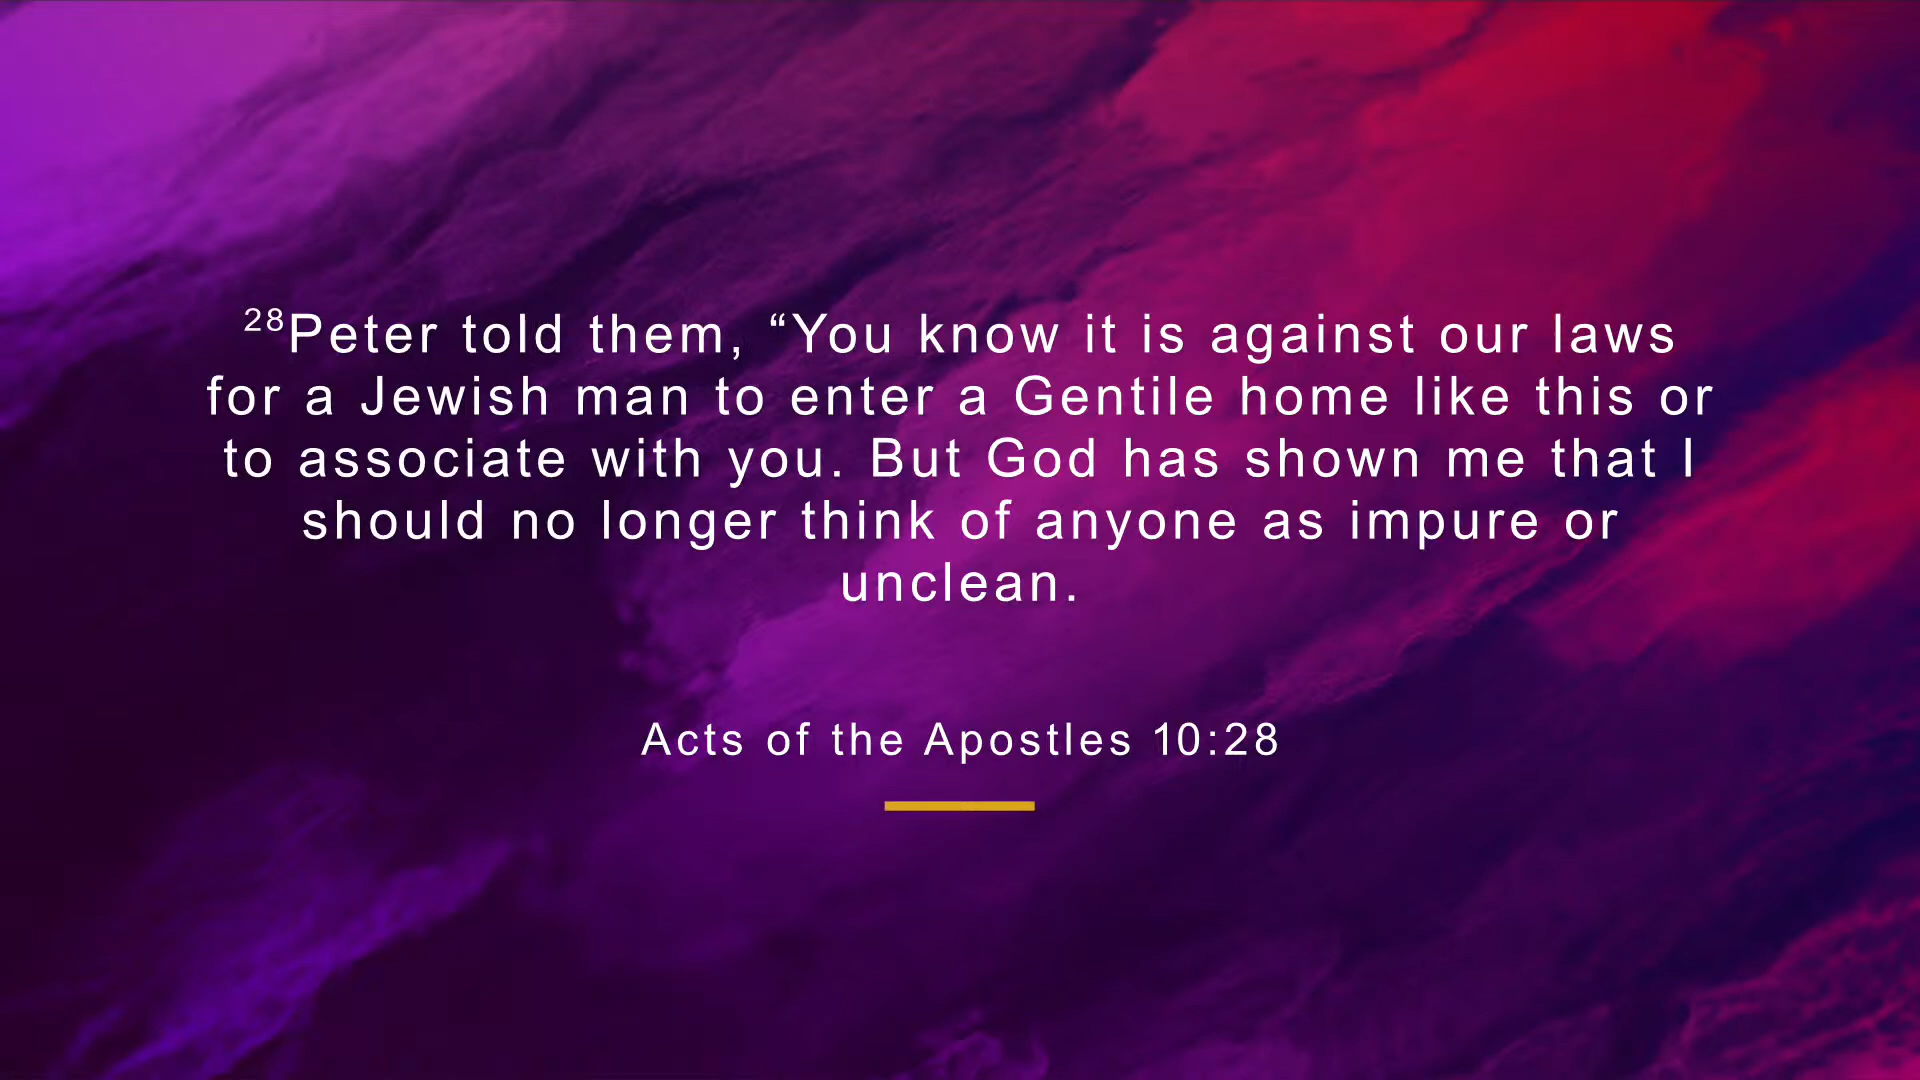 28Peter told them, “You know it is against our laws
for a Jewish man to enter a Gentile home like this or
to associate with you. But God has shown me that I
should no longer think of anyone as impure or
unclean.
Acts of the Apostles 10:28